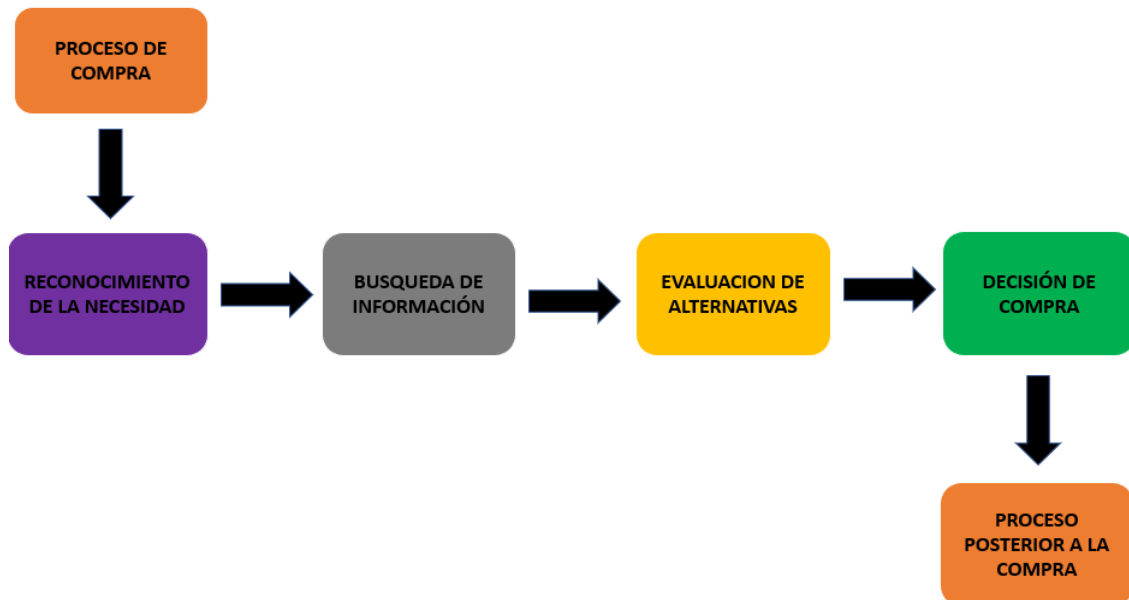 PROCESO DE
COMPRA
RECONOCIMIENTO
DE LA NECESIDAD
BUSQUEDA DE
INFORMACIÓN
EVALUACION DE
ALTERNATIVAS
DECISIÓN DE
COMPRA
PROCESO
POSTERIOR A LA
COMPRA